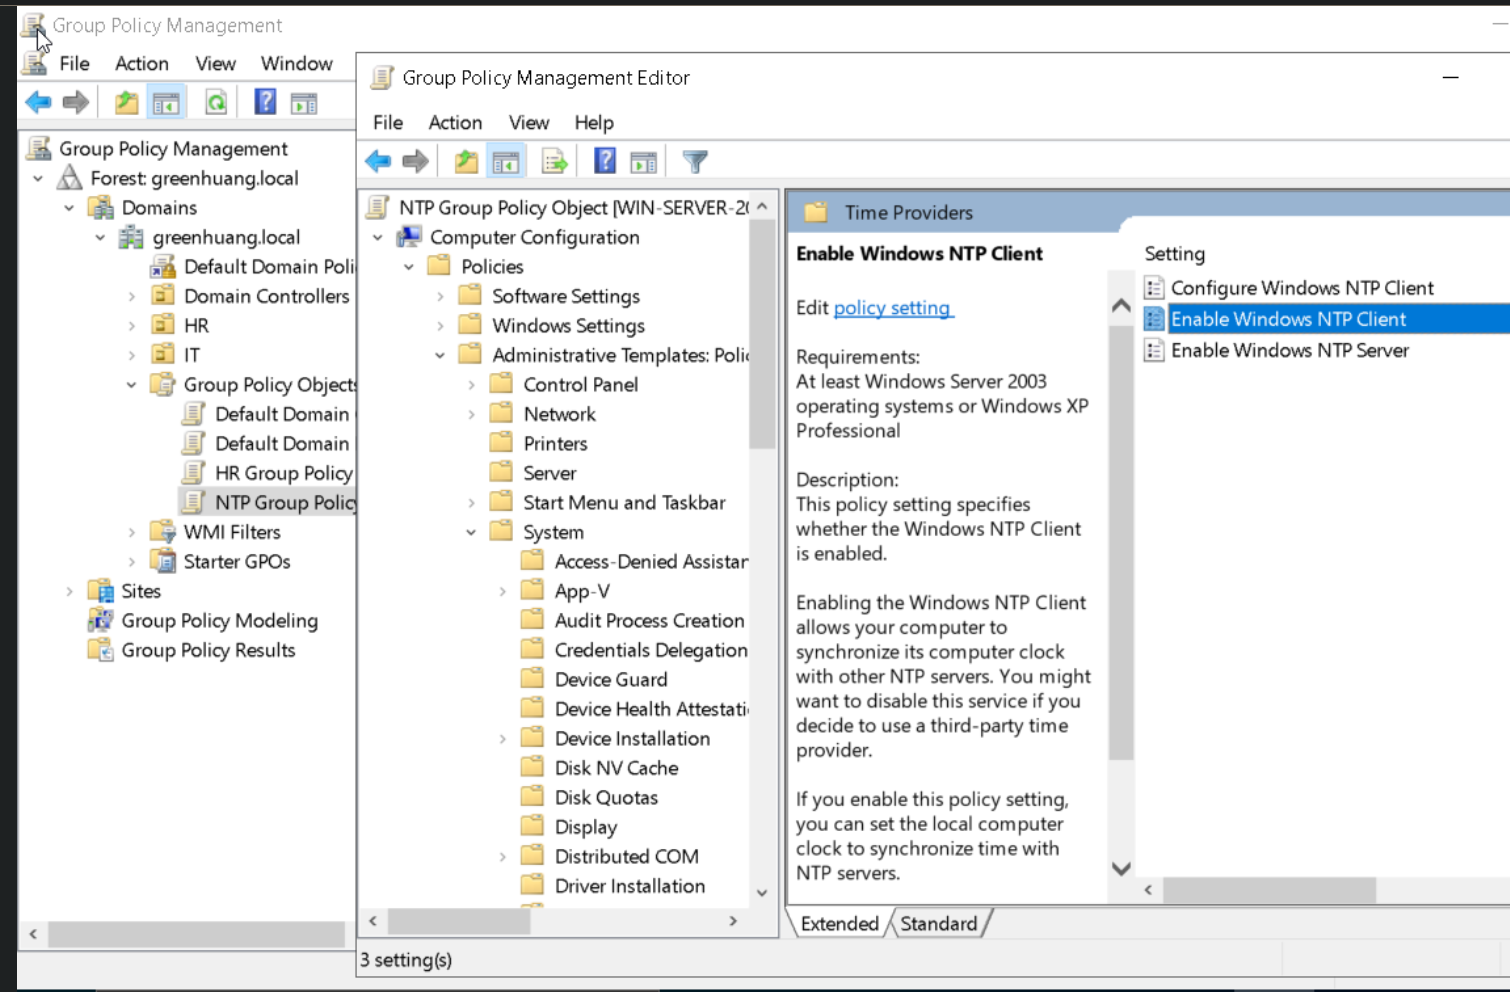 Group Policy Management
File Action View Window
Group Policy Management
Forest: greenhuang.local
Domains
greenhuang.local
Default Domain Poli
Domain Controllers
HR
IT
Group Policy Objects
Default Domain
Default Domain
HR Group Policy
NTP Group Policy
WMI Filters
Starter GPOs
Sites
Group Policy Modeling
Group Policy Results
Group Policy Management Editor
File Action View Help
NTP Group Policy Object [WIN-SERVER-20
Computer Configuration
Policies
Software Settings
Windows Settings
Administrative Templates: Polic
Control Panel
Network
Printers
Server
Start Menu and Taskbar
System
Access-Denied Assistan
App-V
Audit Process Creation
Credentials Delegation
Device Guard
Device Health Attestati
Device Installation
Disk NV Cache
Disk Quotas
Display
Distributed COM
Driver Installation
Time Providers
Enable Windows NTP Client
Edit policy setting
Requirements:
At least Windows Server 2003
operating systems or Windows XP
Professional
Description:
This policy setting specifies
whether the Windows NTP Client
is enabled.
Enabling the Windows NTP Client
allows your computer to
synchronize its computer clock
with other NTP servers. You might
want to disable this service if you
decide to use a third-party time
provider.
If you enable this policy setting,
you can set the local computer
clock to synchronize time with
NTP servers.
Setting
Configure Windows NTP Client
Enable Windows NTP Client
Enable Windows NTP Server
Extended Standard
3 setting(s)